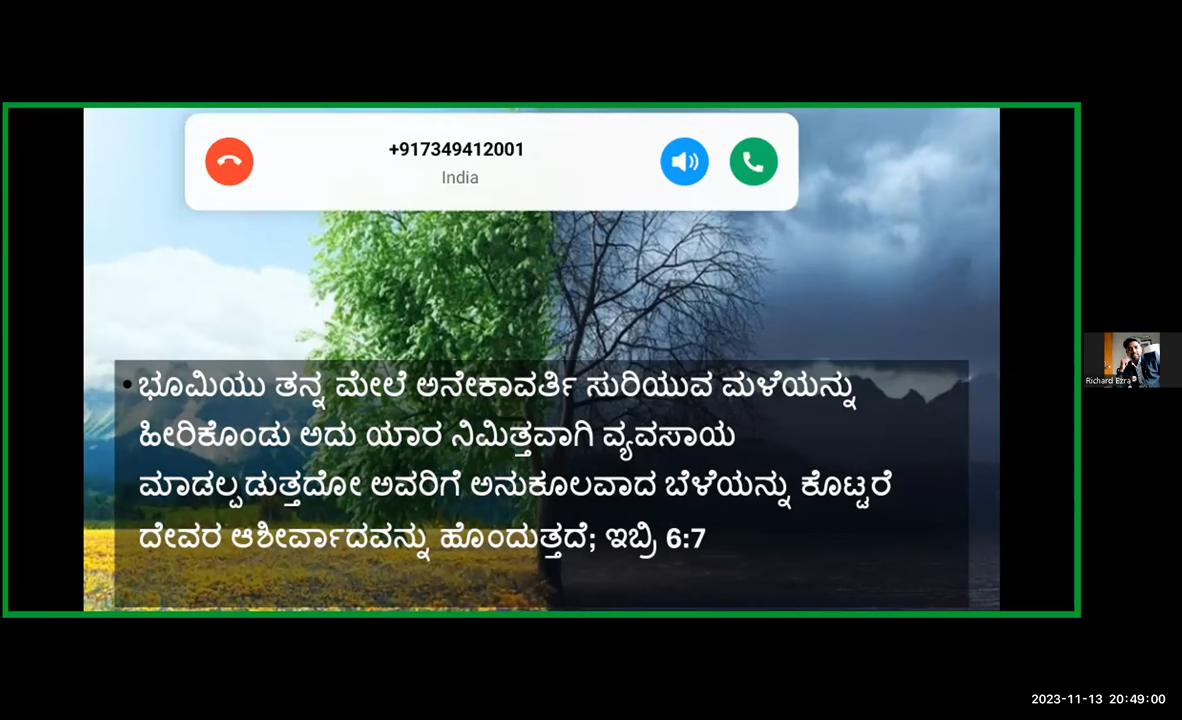 +917349412001
India
• ಭೂಮಿಯು ತನ್ನ ಮೇಲೆ ಅನೇಕಾವರ್ತಿ ಸುರಿಯುವ ಮಳೆಯನ್ನು
ಹೀರಿಕೊಂಡು ಅದು ಯಾರ ನಿಮಿತ್ತವಾಗಿ ವ್ಯವಸಾಯ
ಮಾಡಲ್ಪಡುತ್ತದೋ ಅವರಿಗೆ ಅನುಕೂಲವಾದ ಬೆಳೆಯನ್ನು ಕೊಟ್ಟರೆ
ದೇವರ ಆಶೀರ್ವಾದವನ್ನು ಹೊಂದುತ್ತದೆ; ಇಬ್ರಿ 6:7
Richard Ezra
2023-11-13 20:49:00